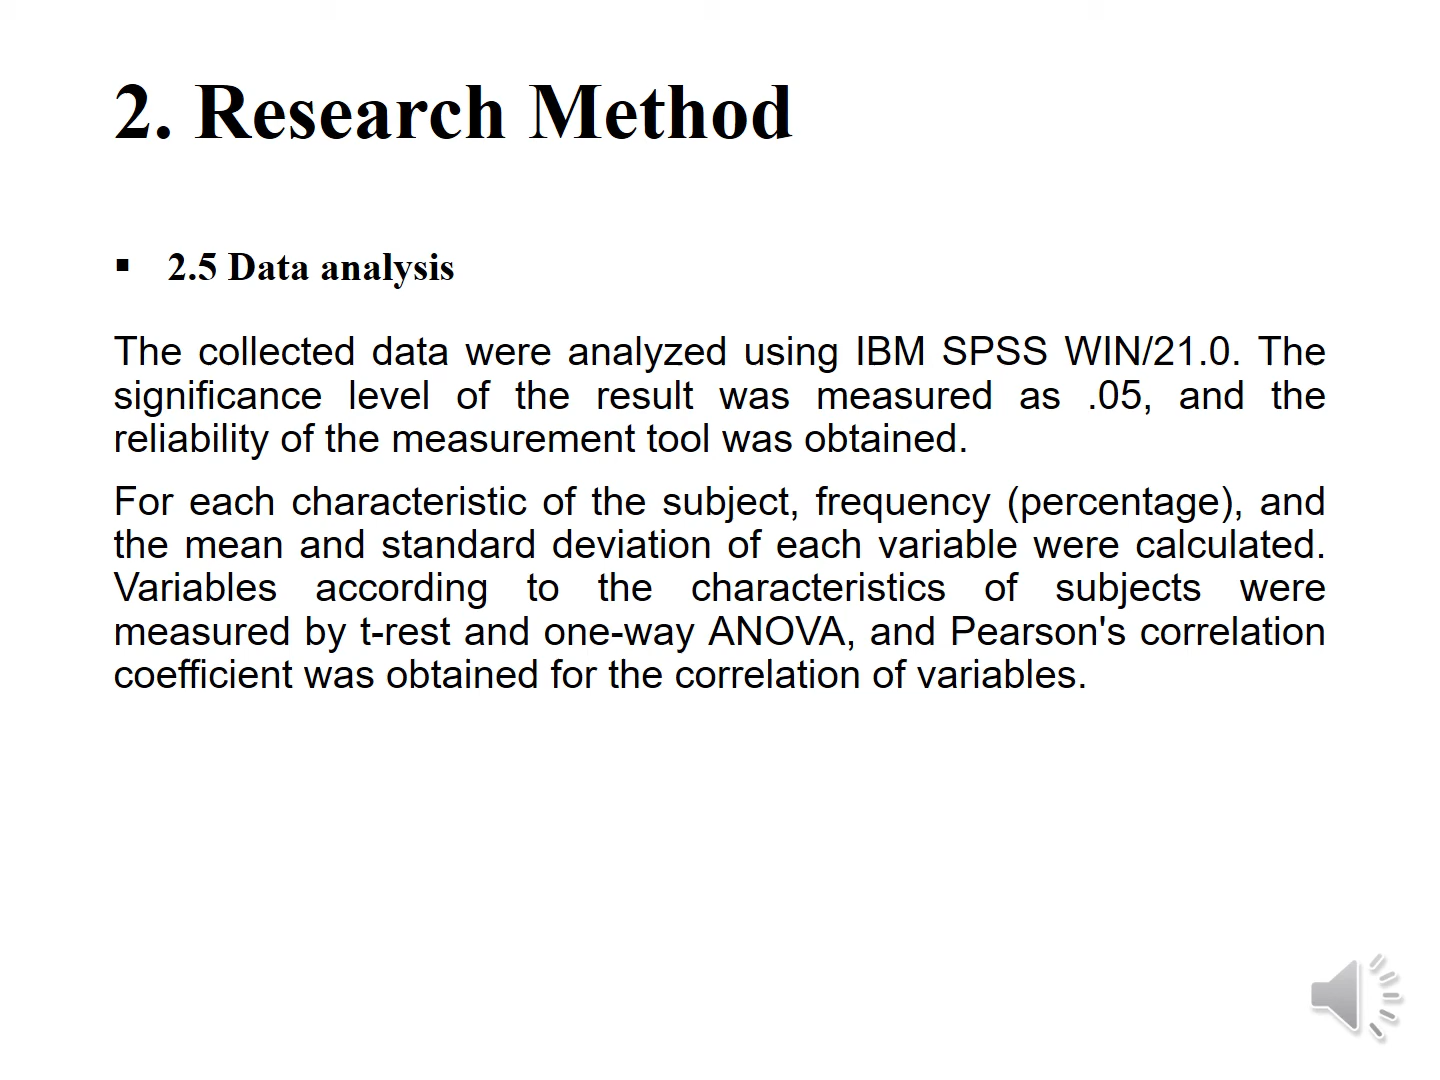 2. Research Method
▪ 2.5 Data analysis
The collected data were analyzed using IBM SPSS WIN/21.0. The
significance level of the result was measured as .05, and the
reliability of the measurement tool was obtained.
For each characteristic of the subject, frequency (percentage), and
the mean and standard deviation of each variable were calculated.
Variables according to the characteristics of subjects were
measured by t-rest and one-way ANOVA, and Pearson's correlation
coefficient was obtained for the correlation of variables.